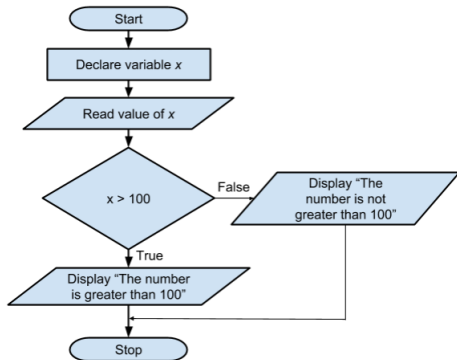 Start
Declare variable x
Read value of x
x > 100
False
Display “The
number is not
greater than 100”
True
Display “The number
is greater than 100”
Stop